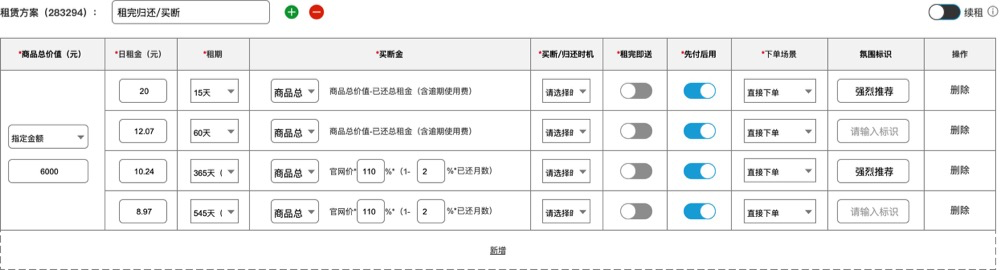 租赁方案（283294）： 租完归还/买断 续租
*商品总价值（元） *日租金（元） *租期 *买断金 *买断/归还时机 *租完即送 *先付后用 *下单场景 氛围标识 操作
20 15天 商品总 商品总价值-已还总租金（含逾期使用费） 请选择 直接下单 强烈推荐 删除
指定金额 12.07 60天 商品总 商品总价值-已还总租金（含逾期使用费） 请选择 直接下单 请输入标识 删除
6000 10.24 365天（ 商品总 官网价* 110 %*（1- 2 %*已还月数） 请选择 直接下单 强烈推荐 删除
8.97 545天（ 商品总 官网价* 110 %*（1- 2 %*已还月数） 请选择 直接下单 请输入标识 删除
新增